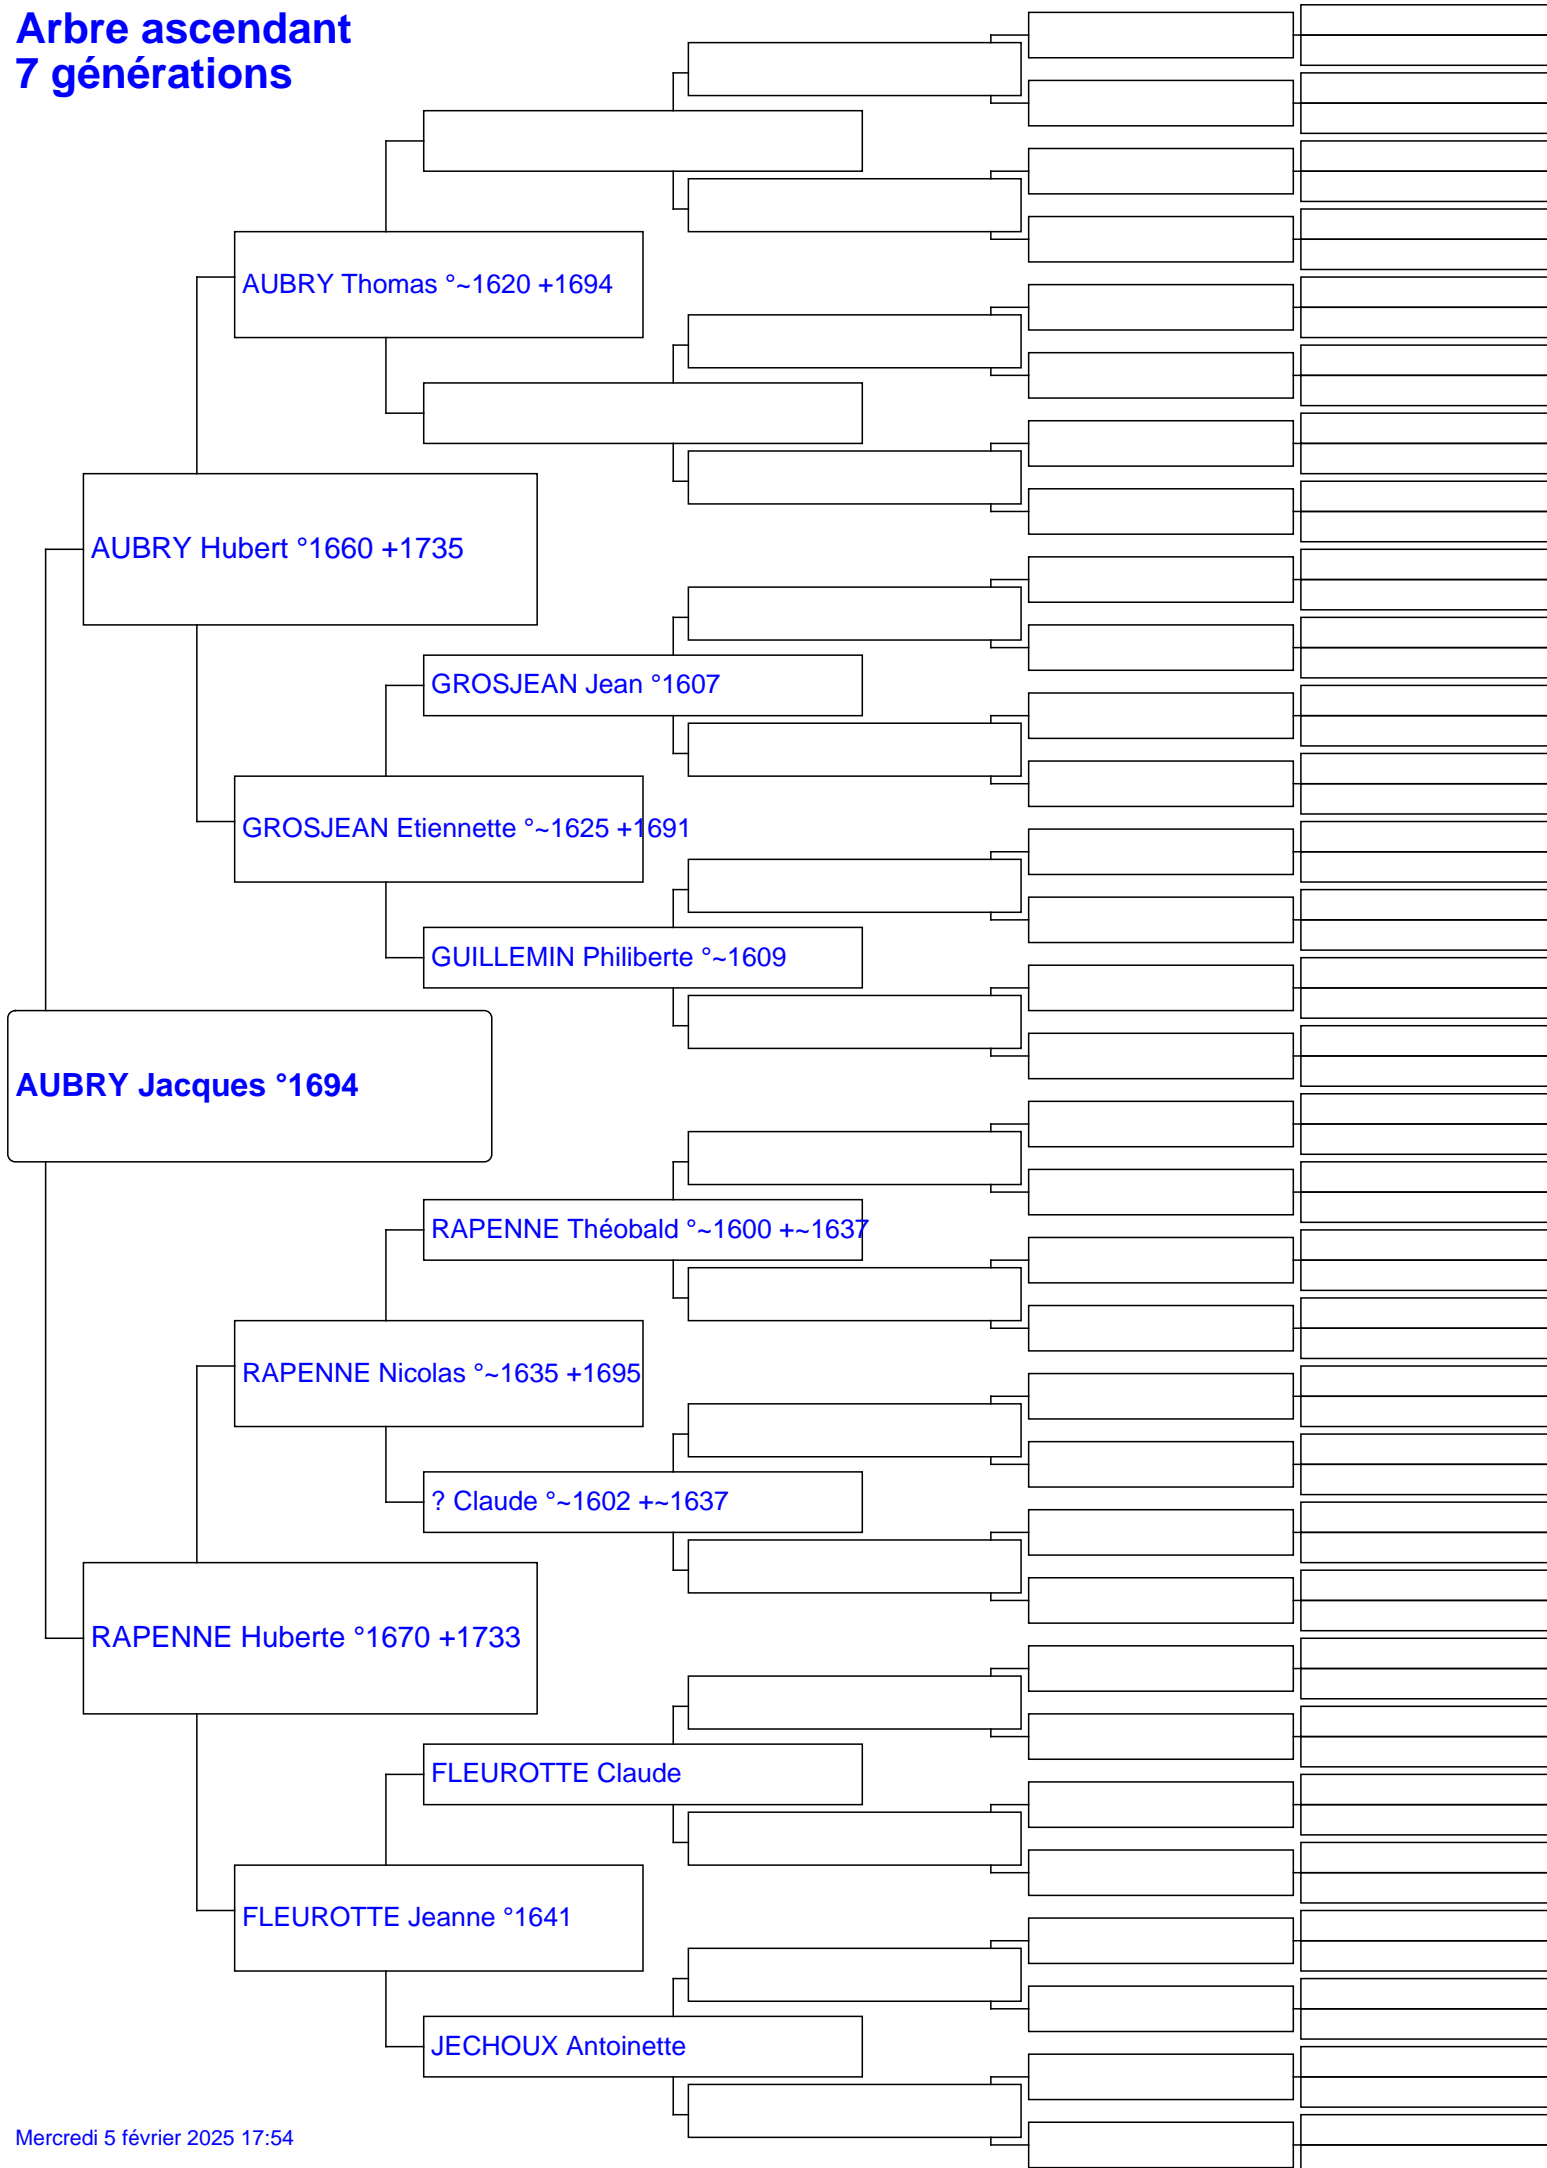 Arbre ascendant
7 générations
AUBRY Thomas °~1620 +1694
AUBRY Hubert °1660 +1735
GROSJEAN Jean °1607
GROSJEAN Etiennette °~1625 +1691
GUILLEMIN Philiberte °~1609
AUBRY Jacques °1694
RAPENNE Théobald °~1600 +~1637
RAPENNE Nicolas °~1635 +1695
? Claude °~1602 +~1637
RAPENNE Huberte °1670 +1733
FLEUROTTE Claude
FLEUROTTE Jeanne °1641
JECHOUX Antoinette
Mercredi 5 février 2025 17:54